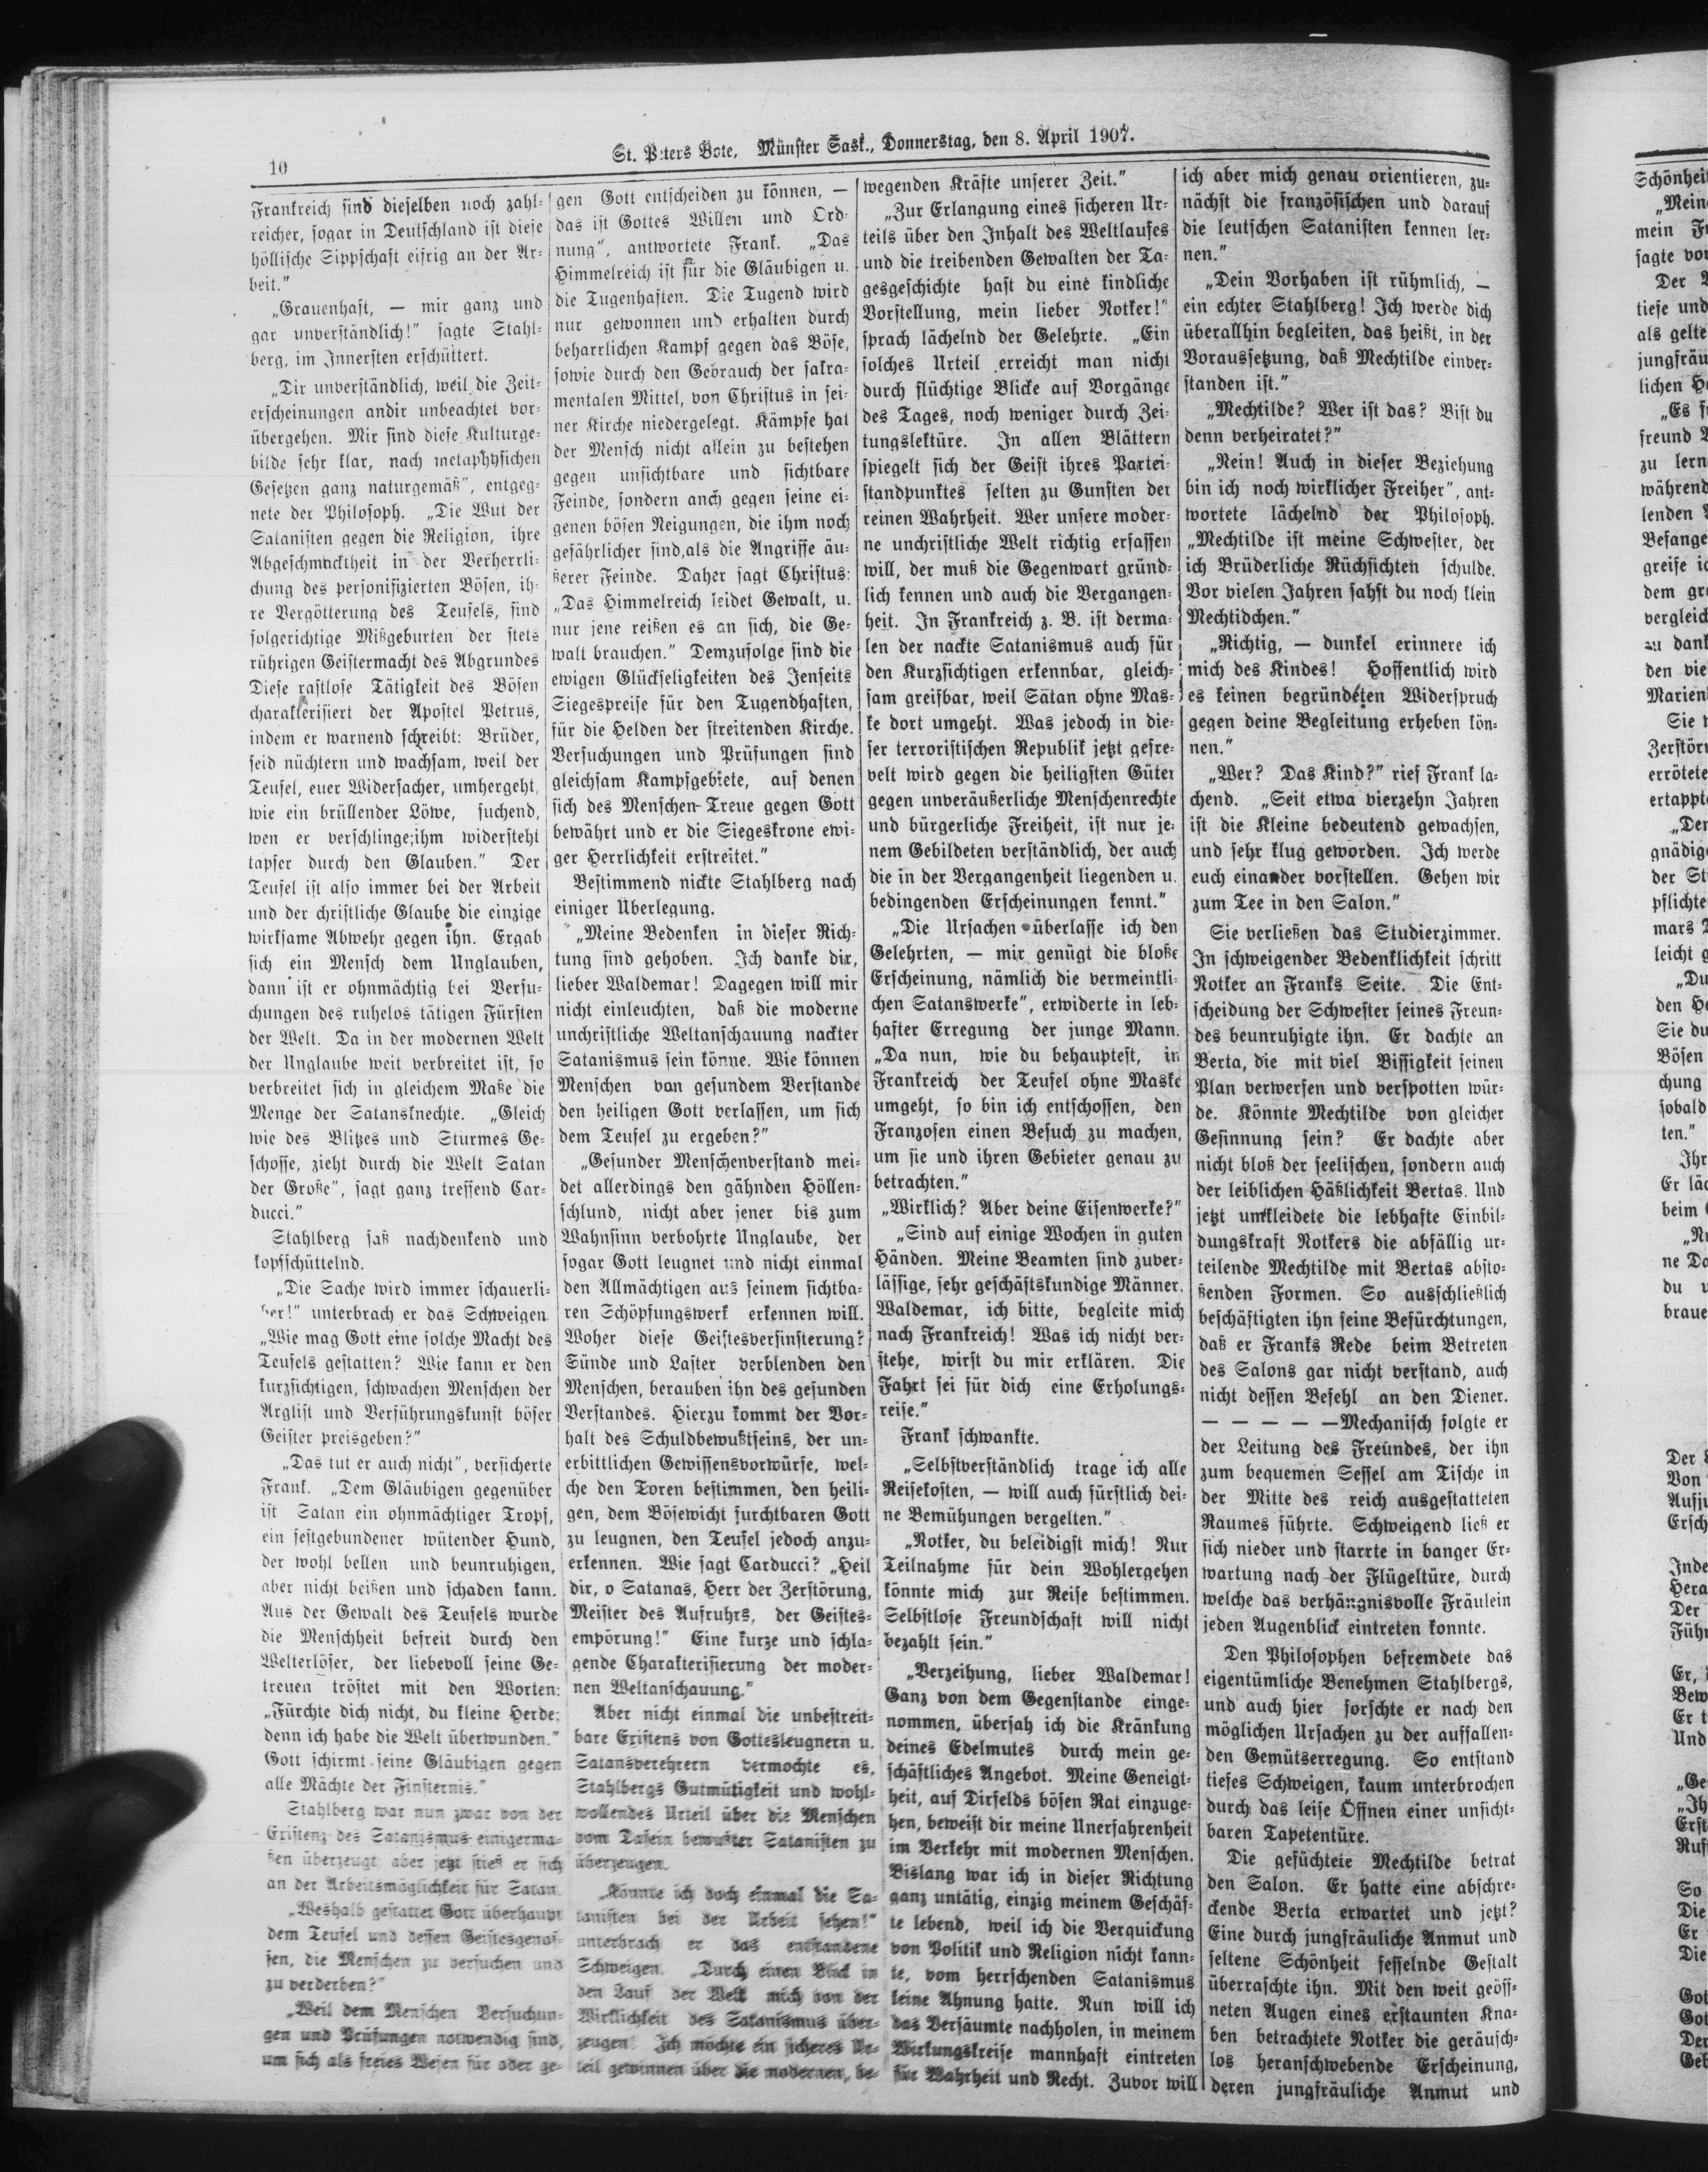 10
St. Peters Bote, Münster Sask., Donnerstag, den 8. April 1907.
Frankreich sind dieselben noch zahl-
reicher, sogar in Deutschland ist diese
höllische Sippschaft eifrig an der Ar-
beit."
„Grauenhaft, — mir ganz und
gar unverständlich!" sagte Stahl-
berg, im Innersten erschüttert.
„Dir unverständlich, weil die Zeit-
erscheinungen andir unbeachtet vor-
übergehen. Mir sind diese Kulturge-
bilde sehr klar, nach metaphysichen
Gesetzen ganz naturgemäß", entgeg-
nete der Philosoph. „Die Wut der
Satanisten gegen die Religion, ihre
Abgeschmacktheit in der Verherrli-
chung des personifizierten Bösen, ih-
re Vergötterung des Teufels, sind
folgerichtige Mißgeburten der stets
rührigen Geistermacht des Abgrundes
Diese rastlose Tätigkeit des Bösen
charakterisiert der Apostel Petrus,
indem er warnend schreibt: Brüder,
seid nüchtern und wachsam, weil der
Teufel, euer Widersacher, umhergeht,
wie ein brüllender Löwe, suchend,
wen er verschlinge;ihm widersteht
tapfer durch den Glauben." Der
Teufel ist also immer bei der Arbeit
und der christliche Glaube die einzige
wirksame Abwehr gegen ihn. Ergab
sich ein Mensch dem Unglauben,
dann ist er ohnmächtig bei Versu-
chungen des ruhelos tätigen Fürsten
der Welt. Da in der modernen Welt
der Unglaube weit verbreitet ist, so
verbreitet sich in gleichem Maße die
Menge der Satansknechte. „Gleich
wie des Blitzes und Sturmes Ge-
schosse, zieht durch die Welt Satan
der Große", sagt ganz treffend Car-
ducci."
Stahlberg saß nachdenkend und
kopfschüttelnd.
„Die Sache wird immer schauerli-
her!" unterbrach er das Schweigen.
„Wie mag Gott eine solche Macht des
Teufels gestatten? Wie kann er den
kurzsichtigen, schwachen Menschen der
Arglist und Verführungskunst böser
Geister preisgeben?"
„Das tut er auch nicht", versicherte
Frank. „Dem Gläubigen gegenüber
ist Satan ein ohnmächtiger Tropf,
ein festgebundener wütender Hund,
der wohl bellen und beunruhigen,
aber nicht beißen und schaden kann.
Aus der Gewalt des Teufels wurde
die Menschheit befreit durch den
Welterlöser, der liebevoll seine Ge-
treuen tröstet mit den Worten:
„Fürchte dich nicht, du kleine Herde;
denn ich habe die Welt überwunden."
Gott schirmt seine Gläubigen gegen
alle Mächte der Finsternis."
Stahlberg war nun zwar von der
Existenz des Satanismus einigerma-
ßen überzeugt, aber jetzt stieß er sich
an der Arbeitsmöglichkeit für Satan.
„Weshalb gestattet Gott überhaupt
dem Teufel und dessen Geistesgenos-
sen, die Menschen zu versuchen und
zu verderben?"
„Weil dem Menschen Versuchun-
gen und Prüfungen notwendig sind,
um sich als freies Wesen für oder ge-
gen Gott entscheiden zu können, —
das ist Gottes Willen und Ord-
nung", antwortete Frank. „Das
Himmelreich ist für die Gläubigen u.
die Tugenhaften. Die Tugend wird
nur gewonnen und erhalten durch
beharrlichen Kampf gegen das Böse,
sowie durch den Gebrauch der sakra-
mentalen Mittel, von Christus in sei-
ner Kirche niedergelegt. Kämpfe hat
der Mensch nicht allein zu bestehen
gegen unsichtbare und sichtbare
Feinde, sondern anch gegen seine ei-
genen bösen Neigungen, die ihm noch
gefährlicher sind,als die Angriffe äu-
ßerer Feinde. Daher sagt Christus:
„Das Himmelreich leidet Gewalt, u.
nur jene reißen es an sich, die Ge-
walt brauchen." Demzufolge sind die
ewigen Glückseligkeiten des Jenseits
Siegespreise für den Tugendhaften,
für die Helden der streitenden Kirche.
Versuchungen und Prüfungen sind
gleichsam Kampfgebiete, auf denen
sich des Menschen Treue gegen Gott
bewährt und er die Siegeskrone ewi-
ger Herrlichkeit erstreitet."
Bestimmend nickte Stahlberg nach
einiger Überlegung.
„Meine Bedenken in dieser Rich-
tung sind gehoben. Ich danke dir,
lieber Waldemar! Dagegen will mir
nicht einleuchten, daß die moderne
unchristliche Weltanschauung nackter
Satanismus sein könne. Wie können
Menschen von gesundem Verstande
den heiligen Gott verlassen, um sich
dem Teufel zu ergeben?"
„Gesunder Menschenverstand mei-
det allerdings den gähnden Höllen-
schlund, nicht aber jener bis zum
Wahnsinn verbohrte Unglaube, der
sogar Gott leugnet und nicht einmal
den Allmächtigen aus seinem sichtba-
ren Schöpfungswerk erkennen will.
Woher diese Geistesverfinsterung?
Sünde und Laster verblenden den
Menschen, berauben ihn des gesunden
Verstandes. Hierzu kommt der Vor-
halt des Schuldbewußtseins, der un-
erbittlichen Gewissensvorwürfe, wel-
che den Toren bestimmen, den heili-
gen, dem Bösewicht furchtbaren Gott
zu leugnen, den Teufel jedoch anzu-
erkennen. Wie sagt Carducci? „Heil
dir, o Satanas, Herr der Zerstörung,
Meister des Aufruhrs, der Geistes-
empörung!" Eine kurze und schla-
gende Charakterisierung der moder-
nen Weltanschauung."
Aber nicht einmal die unbestreit-
bare Existens von Gottesleugnern u.
Satansverehrern vermochte es,
Stahlbergs Gutmütigkeit und wohl-
wollendes Urteil über die Menschen
vom Dasein bewußter Satanisten zu
überzeugen.
„Könnte ich doch einmal die Sa-
tanisten bei der Arbeit sehen!"
unterbrach er das entstandene
Schweigen. „Durch einen Blick in
den Lauf der Welt mich von der
Wirklichkeit des Satanismus über-
zeugen! Ich möchte ein sicheres Ur-
teil gewinnen über die modernen, be-
wegenden Kräfte unserer Zeit."
„Zur Erlangung eines sicheren Ur-
teils über den Inhalt des Weltlaufes
und die treibenden Gewalten der Ta-
gesgeschichte hast du eine kindliche
Vorstellung, mein lieber Notker!"
sprach lächelnd der Gelehrte. „Ein
solches Urteil erreicht man nicht
durch flüchtige Blicke auf Vorgänge
des Tages, noch weniger durch Zei-
tungslektüre. In allen Blättern
spiegelt sich der Geist ihres Partei-
standpunktes selten zu Gunsten der
reinen Wahrheit. Wer unsere moder-
ne unchristliche Welt richtig erfassen
will, der muß die Gegenwart gründ-
lich kennen und auch die Vergangen-
heit. In Frankreich z. B. ist derma-
len der nackte Satanismus auch für
den Kurzsichtigen erkennbar, gleich-
sam greifbar, weil Satan ohne Mas-
ke dort umgeht. Was jedoch in die-
ser terroristischen Republik jetzt gefre-
velt wird gegen die heiligsten Güter
gegen unveräußerliche Menschenrechte
und bürgerliche Freiheit, ist nur je-
nem Gebildeten verständlich, der auch
die in der Vergangenheit liegenden u.
bedingenden Erscheinungen kennt."
„Die Ursachen überlasse ich den
Gelehrten, — mir genügt die bloße
Erscheinung, nämlich die vermeintli-
chen Satanswerke", erwiderte in leb-
hafter Erregung der junge Mann.
„Da nun, wie du behauptest, in
Frankreich der Teufel ohne Maske
umgeht, so bin ich entschossen, den
Franzosen einen Besuch zu machen,
um sie und ihren Gebieter genau zu
betrachten."
„Wirklich? Aber deine Eisenwerke?"
„Sind auf einige Wochen in guten
Händen. Meine Beamten sind zuver-
lässige, sehr geschäftskundige Männer.
Waldemar, ich bitte, begleite mich
nach Frankreich! Was ich nicht ver-
stehe, wirst du mir erklären. Die
Fahrt sei für dich eine Erholungs-
reise."
Frank schwankte.
„Selbstverständlich trage ich alle
Reisekosten, — will auch fürstlich dei-
ne Bemühungen vergelten."
„Notker, du beleidigst mich! Nur
Teilnahme für dein Wohlergehen
könnte mich zur Reise bestimmen.
Selbstlose Freundschaft will nicht
bezahlt sein."
„Verzeihung, lieber Waldemar!
Ganz von dem Gegenstande einge-
nommen, übersah ich die Kränkung
deines Edelmutes durch mein ge-
schäftliches Angebot. Meine Geneigt-
heit, auf Dirfelds bösen Rat einzuge-
hen, beweist dir meine Unerfahrenheit
im Verkehr mit modernen Menschen.
Bislang war ich in dieser Richtung
ganz untätig, einzig meinem Geschäf-
te lebend, weil ich die Verquickung
von Politik und Religion nicht kann-
te, vom herrschenden Satanismus
keine Ahnung hatte. Nun will ich
das Versäumte nachholen, in meinem
Wirkungskreise mannhaft eintreten
für Wahrheit und Recht. Zuvor will
ich aber mich genau orientieren, zu-
nächst die französischen und darauf
die leutschen Satanisten kennen ler-
nen."
„Dein Vorhaben ist rühmlich, —
ein echter Stahlberg! Ich werde dich
überallhin begleiten, das heißt, in der
Voraussetzung, daß Mechtilde einver-
standen ist."
„Mechtilde? Wer ist das? Bist du
denn verheiratet?"
„Nein! Auch in dieser Beziehung
bin ich noch wirklicher Freiher", ant-
wortete lächelnd der Philosoph.
„Mechtilde ist meine Schwester, der
ich Brüderliche Rüchsichten schulde.
Vor vielen Jahren sahst du noch klein
Mechtidchen."
„Richtig, — dunkel erinnere ich
mich des Kindes! Hoffentlich wird
es keinen begründeten Widerspruch
gegen deine Begleitung erheben kön-
nen."
„Wer? Das Kind?" rief Frank la-
chend. „Seit etwa vierzehn Jahren
ist die Kleine bedeutend gewachsen,
und sehr klug geworden. Ich werde
euch einander vorstellen. Gehen wir
zum Tee in den Salon."
Sie verließen das Studierzimmer.
In schweigender Bedenklichkeit schritt
Notker an Franks Seite. Die Ent-
scheidung der Schwester seines Freun-
des beunruhigte ihn. Er dachte an
Berta, die mit viel Bissigkeit seinen
Plan verwerfen und verspotten wür-
de. Könnte Mechtilde von gleicher
Gesinnung sein? Er dachte aber
nicht bloß der seelischen, sondern auch
der leiblichen Häßlichkeit Bertas. Und
jetzt umkleidete die lebhafte Einbil-
dungskraft Notkers die abfällig ur-
teilende Mechtilde mit Bertas absto-
ßenden Formen. So ausschließlich
beschäftigten ihn seine Befürchtungen,
daß er Franks Rede beim Betreten
des Salons gar nicht verstand, auch
nicht dessen Befehl an den Diener.
— — — — —Mechanisch folgte er
der Leitung des Freundes, der ihn
zum bequemen Sessel am Tische in
der Mitte des reich ausgestatteten
Raumes führte. Schweigend ließ er
sich nieder und starrte in banger Er-
wartung nach der Flügeltüre, durch
welche das verhängnisvolle Fräulein
jeden Augenblick eintreten konnte.
Den Philosophen befremdete das
eigentümliche Benehmen Stahlbergs,
und auch hier forschte er nach den
möglichen Ursachen zu der auffallen-
den Gemütserregung. So entstand
tiefes Schweigen, kaum unterbrochen
durch das leise Öffnen einer unsicht-
baren Tapetentüre.
Die gefüchtete Mechtilde betrat
den Salon. Er hatte eine abschre-
ckende Berta erwartet und jetzt?
Eine durch jungfräuliche Anmut und
seltene Schönheit fesselnde Gestalt
überraschte ihn. Mit den weit geöff-
neten Augen eines erstaunten Kna-
ben betrachtete Notker die geräusch-
los heranschwebende Erscheinung,
deren jungfräuliche Anmut und